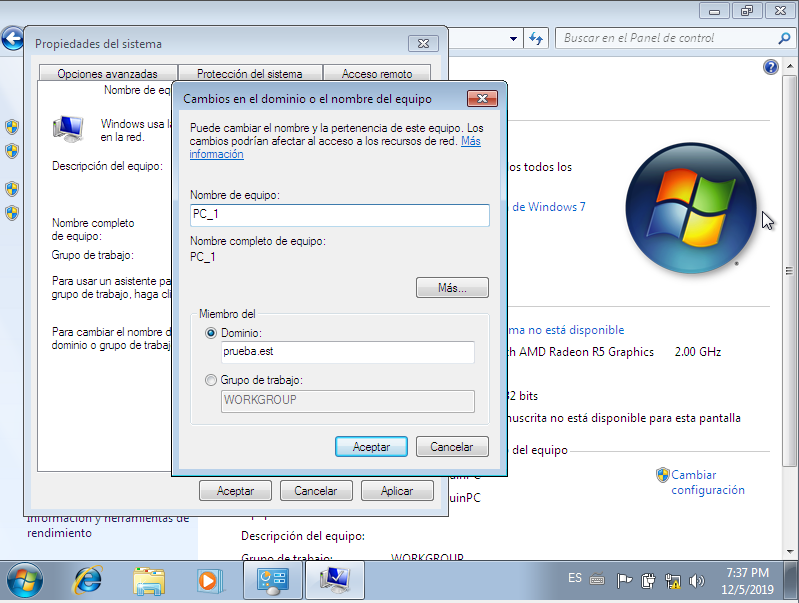 Buscar en el Panel de control
Propiedades del sistema
Opciones avanzadas
Protección del sistema
Acceso remoto
Nombre de eq
Windows usa l
en la red.
Descripción del equipo:
Nombre completo
de equipo:
Grupo de trabajo:
Para usar un asistente pa
grupo de trabajo, haga cli
Para cambiar el nombre d
dominio o grupo de trabaj
Aceptar
Cancelar
Aplicar
Cambios en el dominio o el nombre del equipo
Puede cambiar el nombre y la pertenencia de este equipo. Los
cambios podrían afectar al acceso a los recursos de red. Más
información
Nombre de equipo:
PC_1
Nombre completo de equipo:
PC_1
Más...
Miembro del
Dominio:
prueba.est
Grupo de trabajo:
WORKGROUP
Aceptar
Cancelar
os todos los
de Windows 7
ma no está disponible
h AMD Radeon R5 Graphics 2.00 GHz
32 bits
nuscrita no está disponible para esta pantalla
del equipo
Cambiar
configuración
uinPC
uinPC
Información y herramientas de
rendimiento
Descripción del equipo:
Grupo de trabajo: WORKGROUP
ES
7:37 PM
12/5/2019